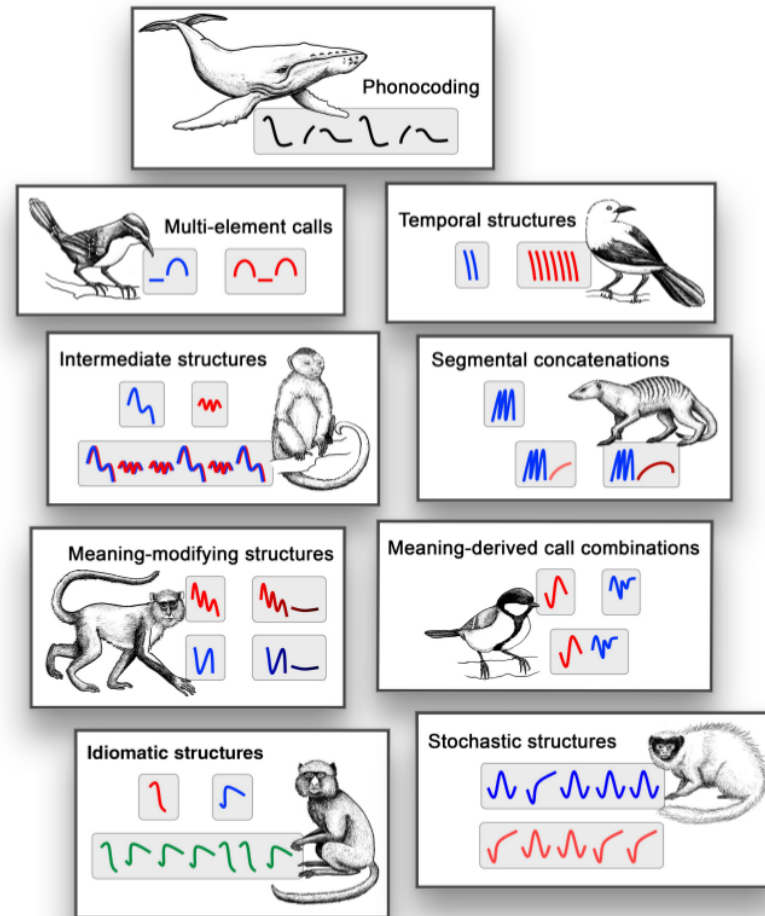 Phonocoding
Multi-element calls
Temporal structures
Intermediate structures
Segmental concatenations
Meaning-modifying structures
Meaning-derived call combinations
Idiomatic structures
Stochastic structures